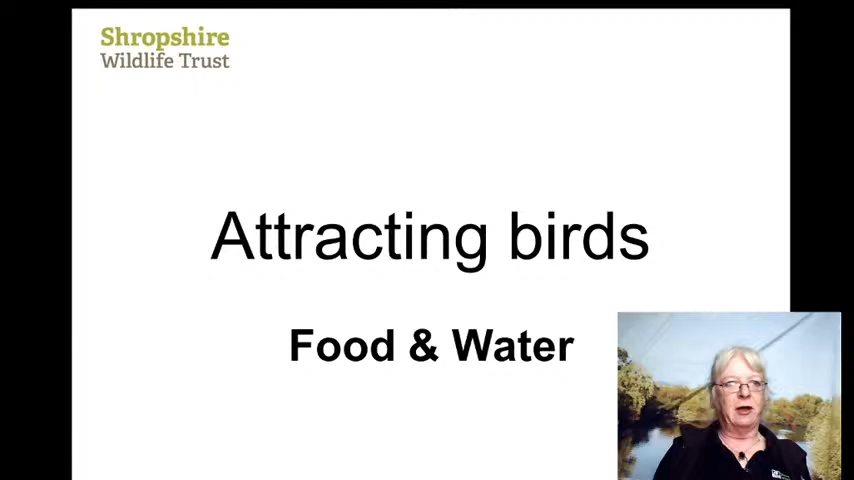 Shropshire
Wildlife Trust
Attracting birds
Food & Water